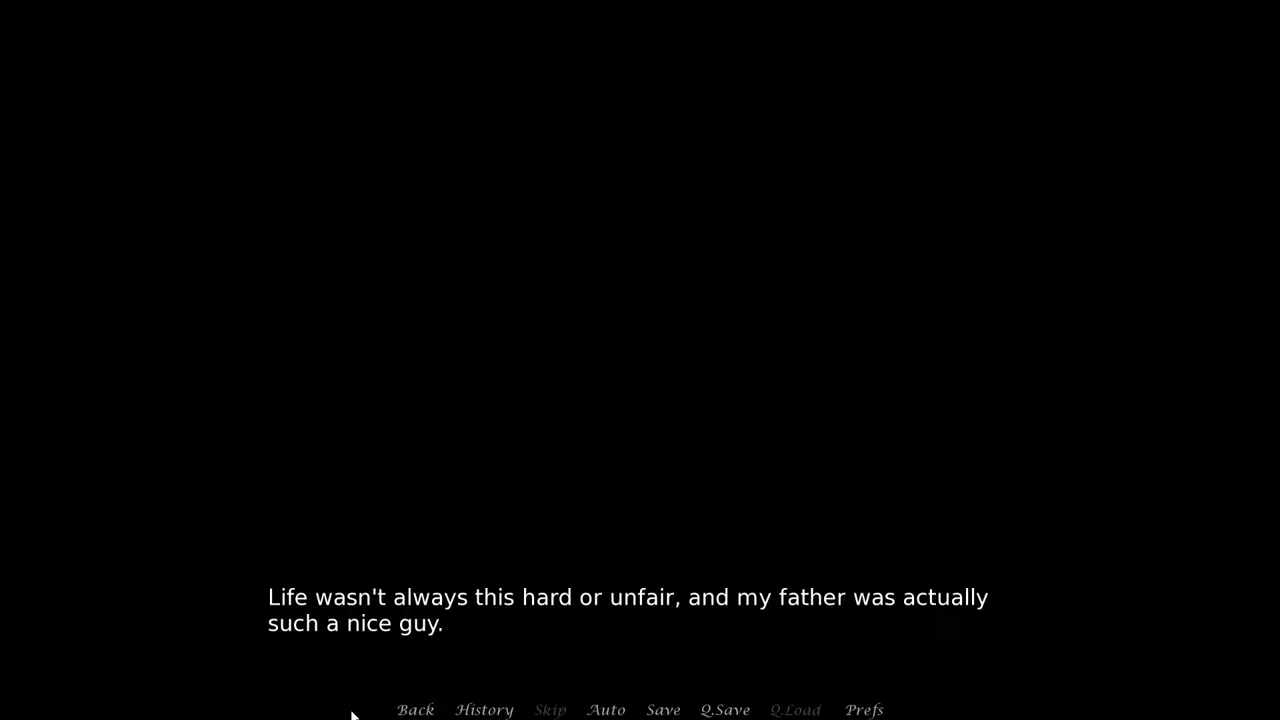 Life wasn't always this hard or unfair, and my father was actually
such a nice guy.
Back History Skip Auto Save Q.Save Q.Load Prefs